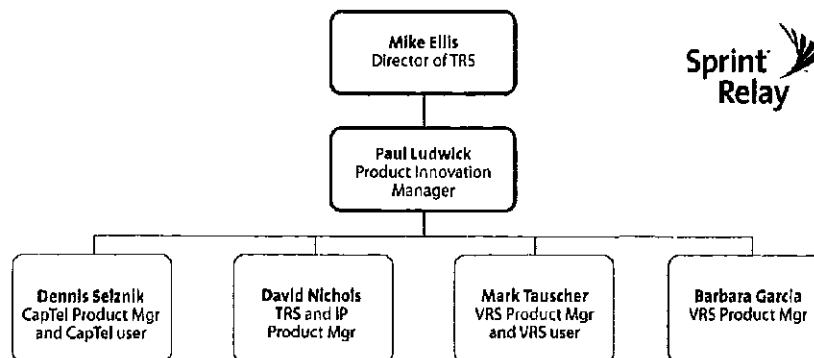 Mike Ellis
Director of TRS
Sprint
Relay
Paul Ludwick
Product Innovation
Manager
Dennis Selznik
CapTel Product Mgr
and CapTel user
David Nichols
TRS and IP
Product Mgr
Mark Tauscher
VRS Product Mgr
and VRS user
Barbara Garcia
VRS Product Mgr